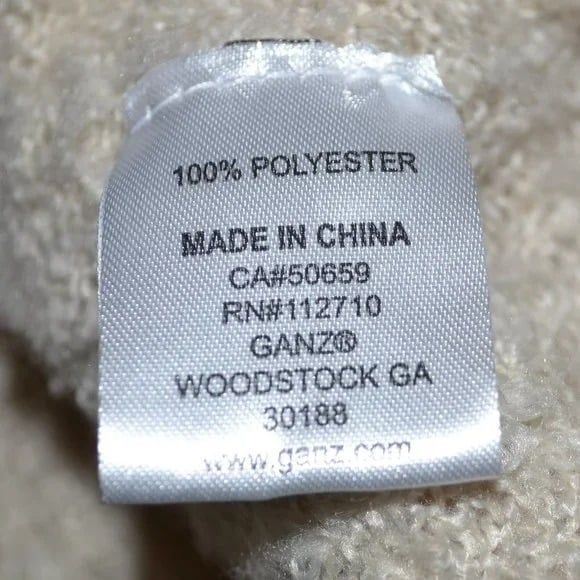 100% POLYESTER
MADE IN CHINA
CA#50659
RN#112710
GANZ®
WOODSTOCK GA
30188
www.ganz.com